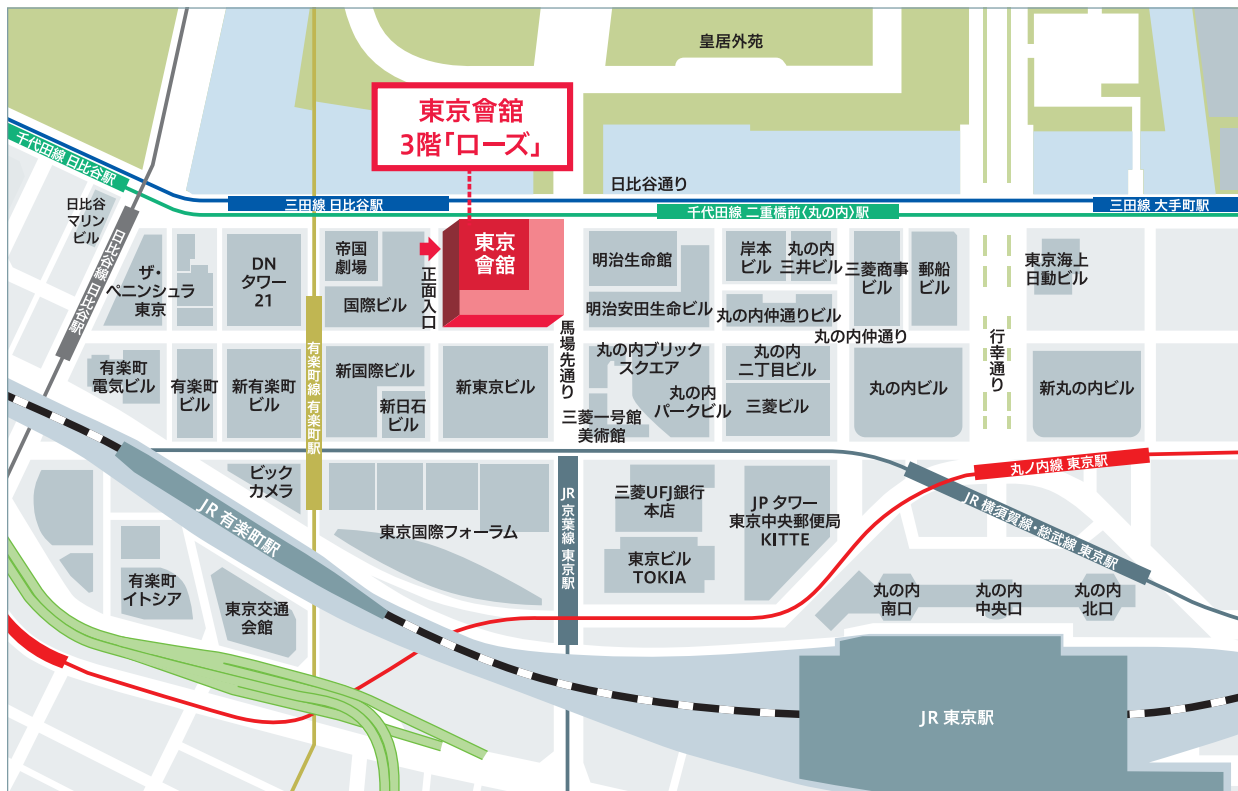 皇居外苑
東京會舘
3階「ローズ」
日比谷通り
千代田線 日比谷駅
三田線 日比谷駅
千代田線 二重橋前〈丸の内〉駅
三田線 大手町駅
日比谷
マリン
ビル
日比谷線 日比谷駅
ザ・
ペニンシュラ
東京
DN
タワー
21
帝国
劇場
国際ビル
正面入口
東京
會舘
明治生命館
明治安田生命ビル
岸本
ビル
丸の内
三井ビル
丸の内仲通りビル
三菱商事
ビル
郵船
ビル
東京海上
日動ビル
丸の内仲通り
馬場先通り
行幸通り
有楽町
電気ビル
有楽町
ビル
新有楽町
ビル
有楽町線 有楽町駅
新国際ビル
新日石
ビル
新東京ビル
丸の内ブリック
スクエア
丸の内
パークビル
三菱一号館
美術館
丸の内
二丁目ビル
三菱ビル
丸の内ビル
新丸の内ビル
丸ノ内線 東京駅
JR 横須賀線・総武線 東京駅
ビック
カメラ
JR 有楽町駅
東京国際フォーラム
JR 京葉線 東京駅
三菱UFJ銀行
本店
東京ビル
TOKIA
JP タワー
東京中央郵便局
KITTE
有楽町
イトシア
東京交通
会館
丸の内
南口
丸の内
中央口
丸の内
北口
JR 東京駅